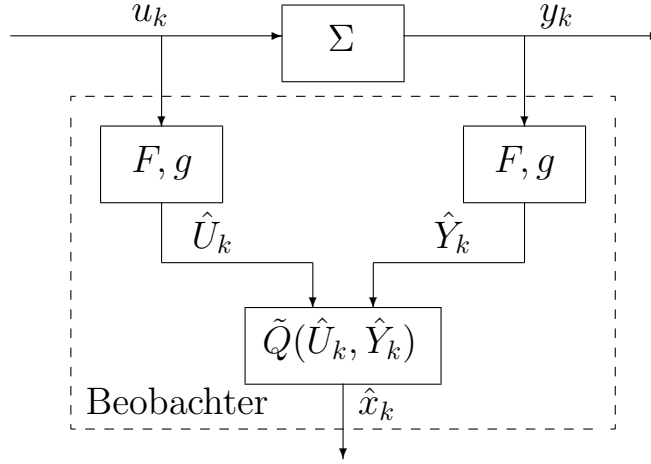 u_k Σ y_k
F, g F, g
Û_k Ŷ_k
Q̃(Û_k, Ŷ_k)
Beobachter x̂_k